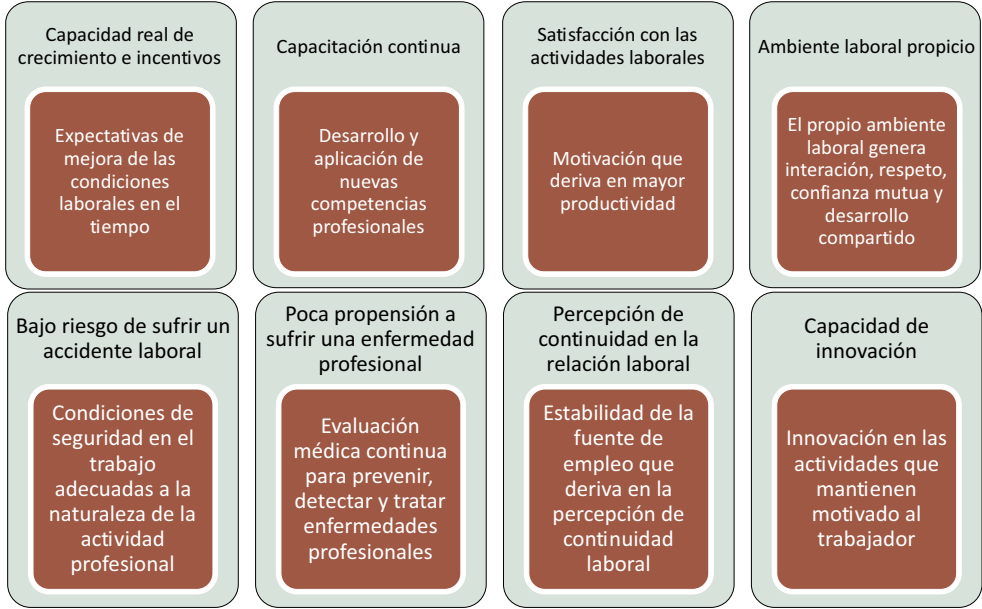 Capacidad real de
crecimiento e incentivos
Expectativas de
mejora de las
condiciones
laborales en el
tiempo
Capacitación continua
Desarrollo y
aplicación de
nuevas
competencias
profesionales
Satisfacción con las
actividades laborales
Motivación que
deriva en mayor
productividad
Ambiente laboral propicio
El propio ambiente
laboral genera
interación, respeto,
confianza mutua y
desarrollo
compartido
Bajo riesgo de sufrir un
accidente laboral
Condiciones de
seguridad en el
trabajo
adecuadas a la
naturaleza de la
actividad
profesional
Poca propensión a
sufrir una enfermedad
profesional
Evaluación
médica continua
para prevenir,
detectar y tratar
enfermedades
profesionales
Percepción de
continuidad en la
relación laboral
Estabilidad de la
fuente de
empleo que
deriva en la
percepción de
continuidad
laboral
Capacidad de
innovación
Innovación en las
actividades que
mantienen
motivado al
trabajador